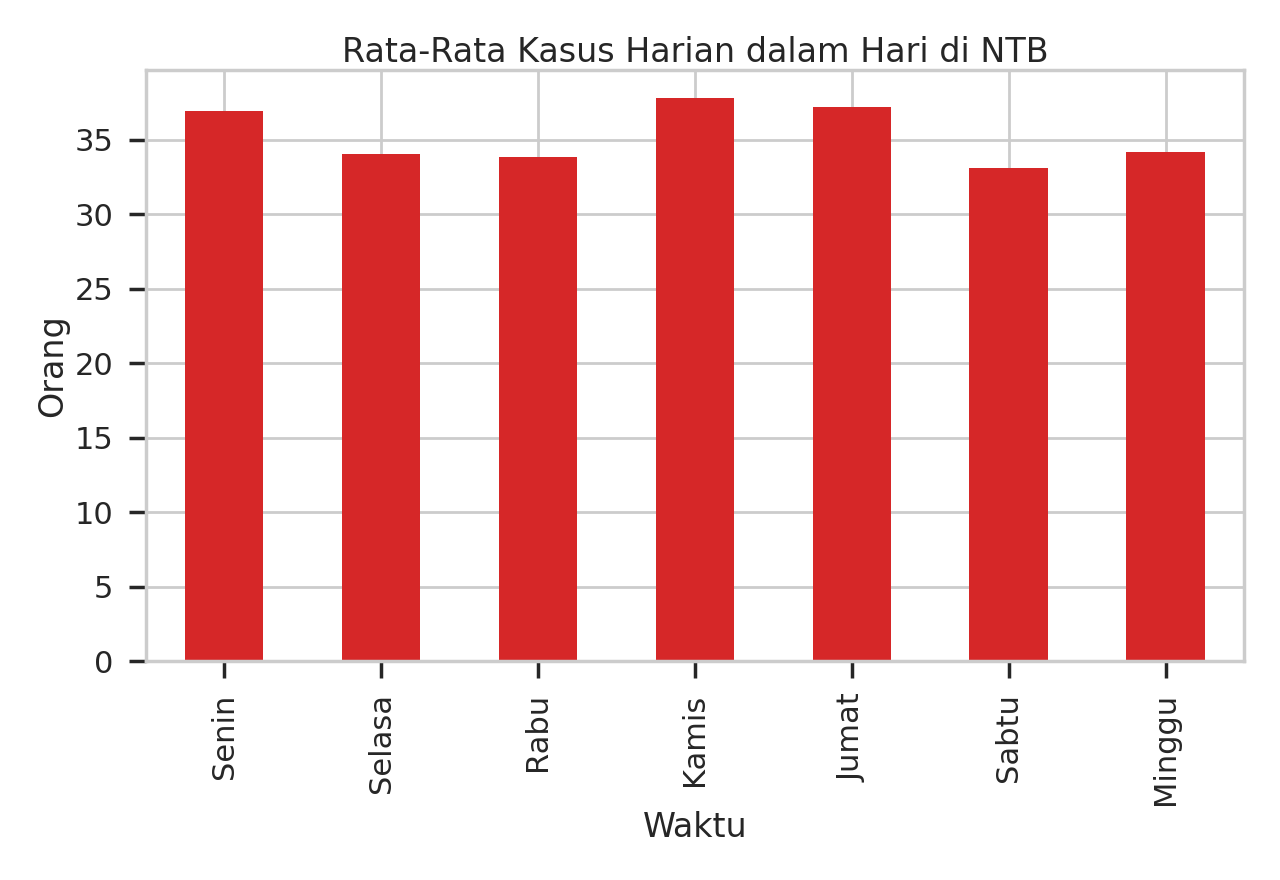 Rata-Rata Kasus Harian dalam Hari di NTB
Orang
35
30
25
20
15
10
5
0
Senin
Selasa
Rabu
Kamis
Jumat
Sabtu
Minggu
Waktu